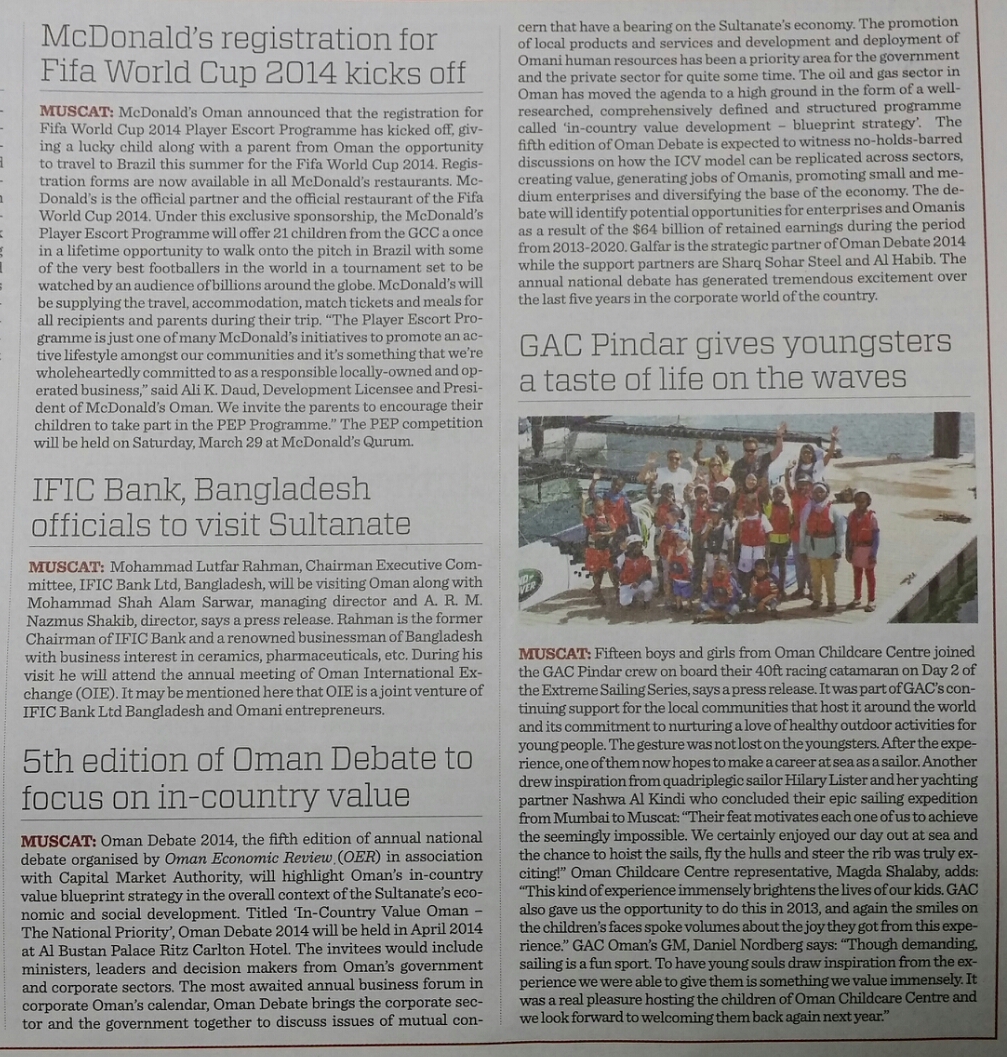 McDonald's registration for
Fifa World Cup 2014 kicks off
MUSCAT: McDonald's Oman announced that the registration for
Fifa World Cup 2014 Player Escort Programme has kicked off, giv-
ing a lucky child along with a parent from Oman the opportunity
to travel to Brazil this summer for the Fifa World Cup 2014. Regis-
tration forms are now available in all McDonald's restaurants. Mc-
Donald's is the official partner and the official restaurant of the Fifa
World Cup 2014. Under this exclusive sponsorship, the McDonald's
Player Escort Programme will offer 21 children from the GCC a once
in a lifetime opportunity to walk onto the pitch in Brazil with some
of the very best footballers in the world in a tournament set to be
watched by an audience of billions around the globe. McDonald's will
be supplying the travel, accommodation, match tickets and meals for
all recipients and parents during their trip. "The Player Escort Pro-
gramme is just one of many McDonald's initiatives to promote an ac-
tive lifestyle amongst our communities and it's something that we're
wholeheartedly committed to as a responsible locally-owned and op-
erated business," said Ali K. Daud, Development Licensee and Presi-
dent of McDonald's Oman. We invite the parents to encourage their
children to take part in the PEP Programme." The PEP competition
will be held on Saturday, March 29 at McDonald's Qurum.
IFIC Bank, Bangladesh
officials to visit Sultanate
MUSCAT: Mohammad Lutfar Rahman, Chairman Executive Com-
mittee, IFIC Bank Ltd, Bangladesh, will be visiting Oman along with
Mohammad Shah Alam Sarwar, managing director and A. R. M.
Nazmus Shakib, director, says a press release. Rahman is the former
Chairman of IFIC Bank and a renowned businessman of Bangladesh
with business interest in ceramics, pharmaceuticals, etc. During his
visit he will attend the annual meeting of Oman International Ex-
change (OIE). It may be mentioned here that OIE is a joint venture of
IFIC Bank Ltd Bangladesh and Omani entrepreneurs.
5th edition of Oman Debate to
focus on in-country value
MUSCAT: Oman Debate 2014, the fifth edition of annual national
debate organised by Oman Economic Review (OER) in association
with Capital Market Authority, will highlight Oman's in-country
value blueprint strategy in the overall context of the Sultanate's eco-
nomic and social development. Titled 'In-Country Value Oman –
The National Priority', Oman Debate 2014 will be held in April 2014
at Al Bustan Palace Ritz Carlton Hotel. The invitees would include
ministers, leaders and decision makers from Oman's government
and corporate sectors. The most awaited annual business forum in
corporate Oman's calendar, Oman Debate brings the corporate sec-
tor and the government together to discuss issues of mutual con-
cern that have a bearing on the Sultanate's economy. The promotion
of local products and services and development and deployment of
Omani human resources has been a priority area for the government
and the private sector for quite some time. The oil and gas sector in
Oman has moved the agenda to a high ground in the form of a well-
researched, comprehensively defined and structured programme
called 'in-country value development – blueprint strategy'. The
fifth edition of Oman Debate is expected to witness no-holds-barred
discussions on how the ICV model can be replicated across sectors,
creating value, generating jobs of Omanis, promoting small and me-
dium enterprises and diversifying the base of the economy. The de-
bate will identify potential opportunities for enterprises and Omanis
as a result of the $64 billion of retained earnings during the period
from 2013-2020. Galfar is the strategic partner of Oman Debate 2014
while the support partners are Sharq Sohar Steel and Al Habib. The
annual national debate has generated tremendous excitement over
the last five years in the corporate world of the country.
GAC Pindar gives youngsters
a taste of life on the waves
MUSCAT: Fifteen boys and girls from Oman Childcare Centre joined
the GAC Pindar crew on board their 40ft racing catamaran on Day 2 of
the Extreme Sailing Series, says a press release. It was part of GAC's con-
tinuing support for the local communities that host it around the world
and its commitment to nurturing a love of healthy outdoor activities for
young people. The gesture was not lost on the youngsters. After the expe-
rience, one of them now hopes to make a career at sea as a sailor. Another
drew inspiration from quadriplegic sailor Hilary Lister and her yachting
partner Nashwa Al Kindi who concluded their epic sailing expedition
from Mumbai to Muscat: "Their feat motivates each one of us to achieve
the seemingly impossible. We certainly enjoyed our day out at sea and
the chance to hoist the sails, fly the hulls and steer the rib was truly ex-
citing!" Oman Childcare Centre representative, Magda Shalaby, adds:
"This kind of experience immensely brightens the lives of our kids. GAC
also gave us the opportunity to do this in 2013, and again the smiles on
the children's faces spoke volumes about the joy they got from this expe-
rience." GAC Oman's GM, Daniel Nordberg says: "Though demanding,
sailing is a fun sport. To have young souls draw inspiration from the ex-
perience we were able to give them is something we value immensely. It
was a real pleasure hosting the children of Oman Childcare Centre and
we look forward to welcoming them back again next year."